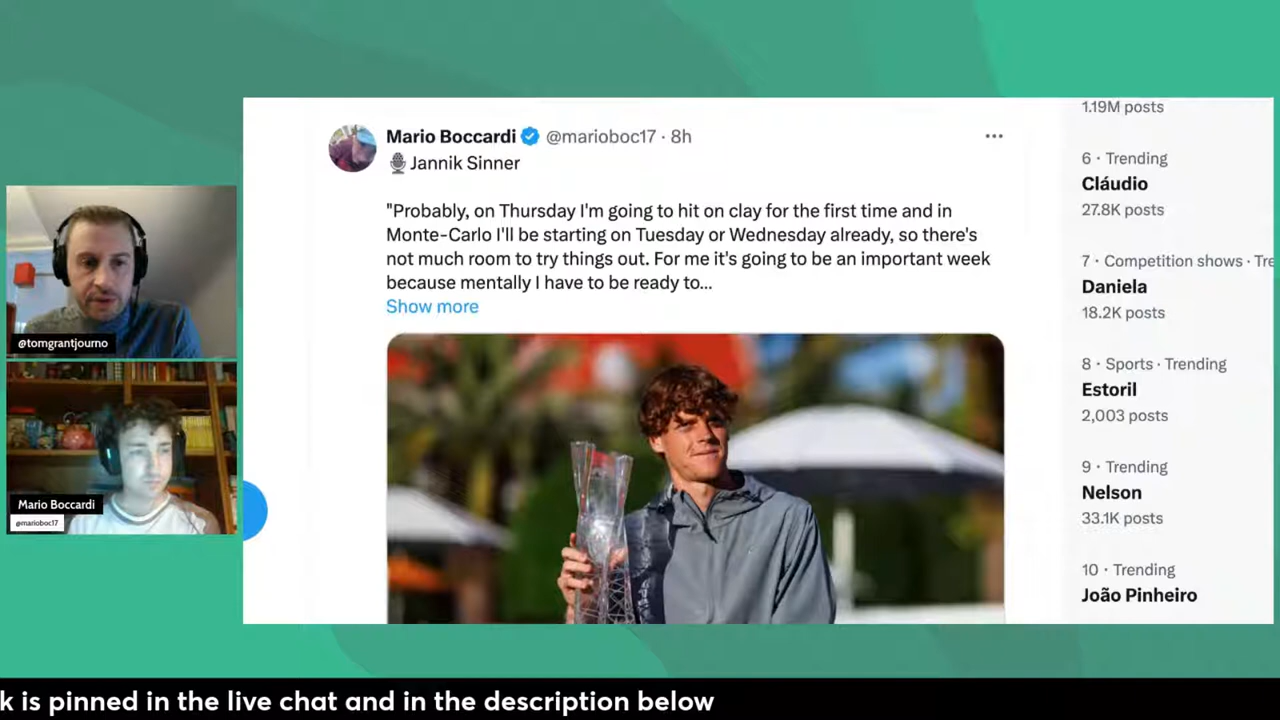 @tomgrantjourno
Mario Boccardi
@marioboc17
Mario Boccardi @marioboc17 · 8h
Jannik Sinner
"Probably, on Thursday I'm going to hit on clay for the first time and in
Monte-Carlo I'll be starting on Tuesday or Wednesday already, so there's
not much room to try things out. For me it's going to be an important week
because mentally I have to be ready to...
Show more
1.19M posts
6 · Trending
Cláudio
27.8K posts
7 · Competition shows · Tre
Daniela
18.2K posts
8 · Sports · Trending
Estoril
2,003 posts
9 · Trending
Nelson
33.1K posts
10 · Trending
João Pinheiro
k is pinned in the live chat and in the description below